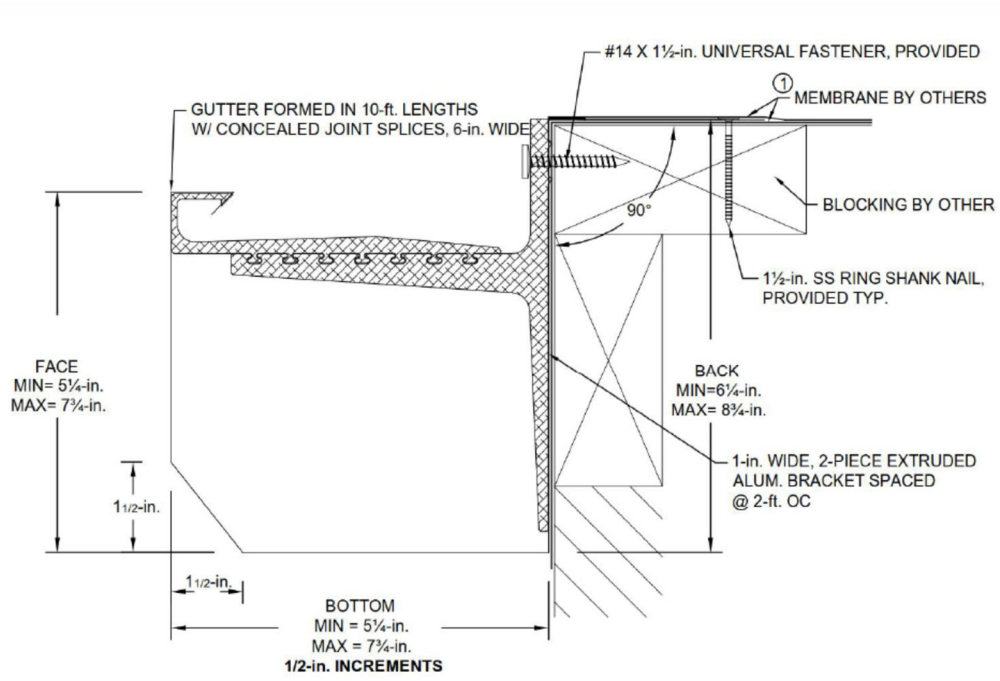 #14 X 1½-in. UNIVERSAL FASTENER, PROVIDED
1
MEMBRANE BY OTHERS
GUTTER FORMED IN 10-ft. LENGTHS
W/ CONCEALED JOINT SPLICES, 6-in. WIDE
90°
BLOCKING BY OTHER
1½-in. SS RING SHANK NAIL,
PROVIDED TYP.
FACE
MIN= 5¼-in.
MAX= 7¾-in.
BACK
MIN=6¼-in.
MAX= 8¾-in.
1-in. WIDE, 2-PIECE EXTRUDED
ALUM. BRACKET SPACED
@ 2-ft. OC
1 1/2-in.
1 1/2-in.
BOTTOM
MIN = 5¼-in.
MAX = 7¾-in.
1/2-in. INCREMENTS